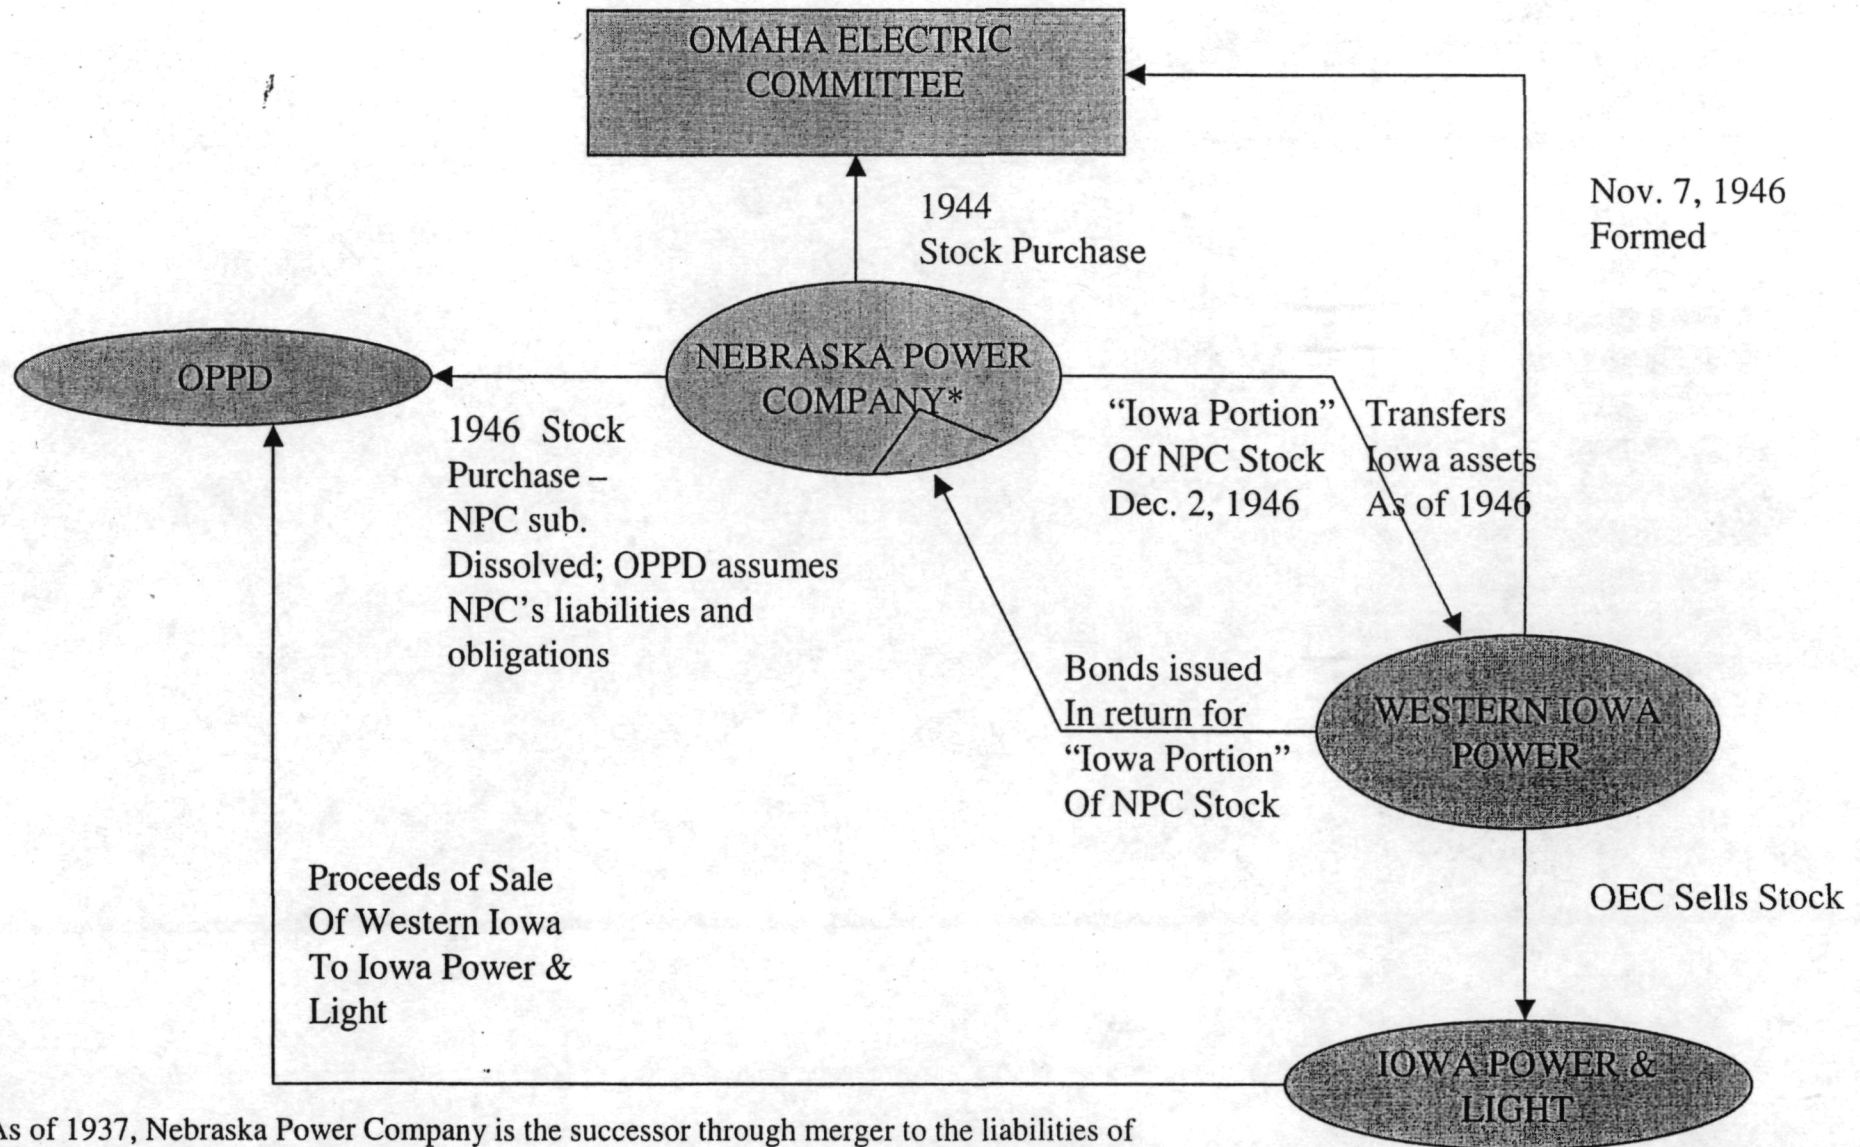 OMAHA ELECTRIC
COMMITTEE
1944
Stock Purchase
Nov. 7, 1946
Formed
OPPD
NEBRASKA POWER
COMPANY*
1946 Stock
Purchase –
NPC sub.
Dissolved; OPPD assumes
NPC's liabilities and
obligations
“Iowa Portion”
Of NPC Stock
Dec. 2, 1946
Transfers
Iowa assets
As of 1946
Bonds issued
In return for
“Iowa Portion”
Of NPC Stock
WESTERN IOWA
POWER
Proceeds of Sale
Of Western Iowa
To Iowa Power &
Light
OEC Sells Stock
IOWA POWER &
LIGHT
As of 1937, Nebraska Power Company is the successor through merger to the liabilities of